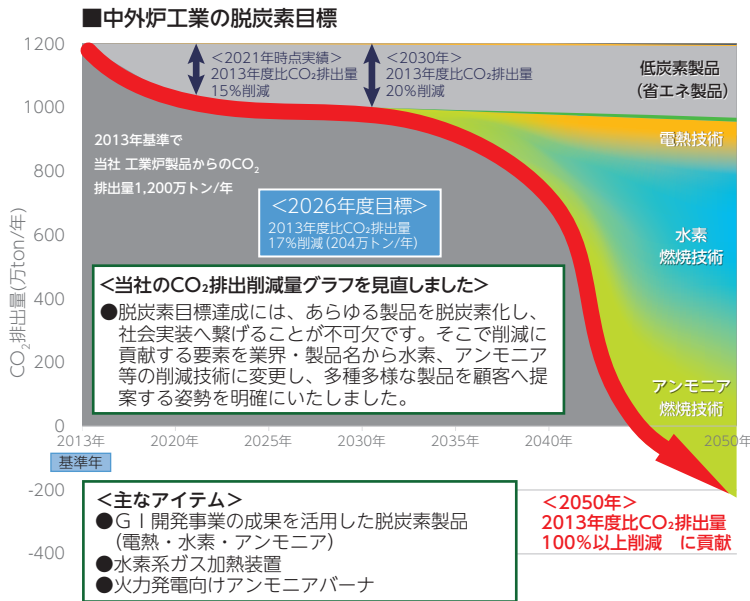 ■中外炉工業の脱炭素目標
CO₂排出量(万ton/年)
1200
1000
800
600
400
200
0
-200
-400
＜2021年時点実績＞
2013年度比CO₂排出量
15%削減
＜2030年＞
2013年度比CO₂排出量
20%削減
低炭素製品
（省エネ製品）
電熱技術
水素
燃焼技術
アンモニア
燃焼技術
2013年基準で
当社 工業炉製品からのCO₂
排出量1,200万トン/年
＜2026年度目標＞
2013年度比CO₂排出量
17%削減(204万トン/年)
＜当社のCO₂排出削減量グラフを見直しました＞
●脱炭素目標達成には、あらゆる製品を脱炭素化し、
社会実装へ繋げることが不可欠です。そこで削減に
貢献する要素を業界・製品名から水素、アンモニア
等の削減技術に変更し、多種多様な製品を顧客へ提
案する姿勢を明確にいたしました。
2013年
2020年
2025年
2030年
2035年
2040年
2050年
基準年
＜主なアイテム＞
●ＧＩ開発事業の成果を活用した脱炭素製品
（電熱・水素・アンモニア）
●水素系ガス加熱装置
●火力発電向けアンモニアバーナ
＜2050年＞
2013年度比CO₂排出量
100%以上削減　に貢献